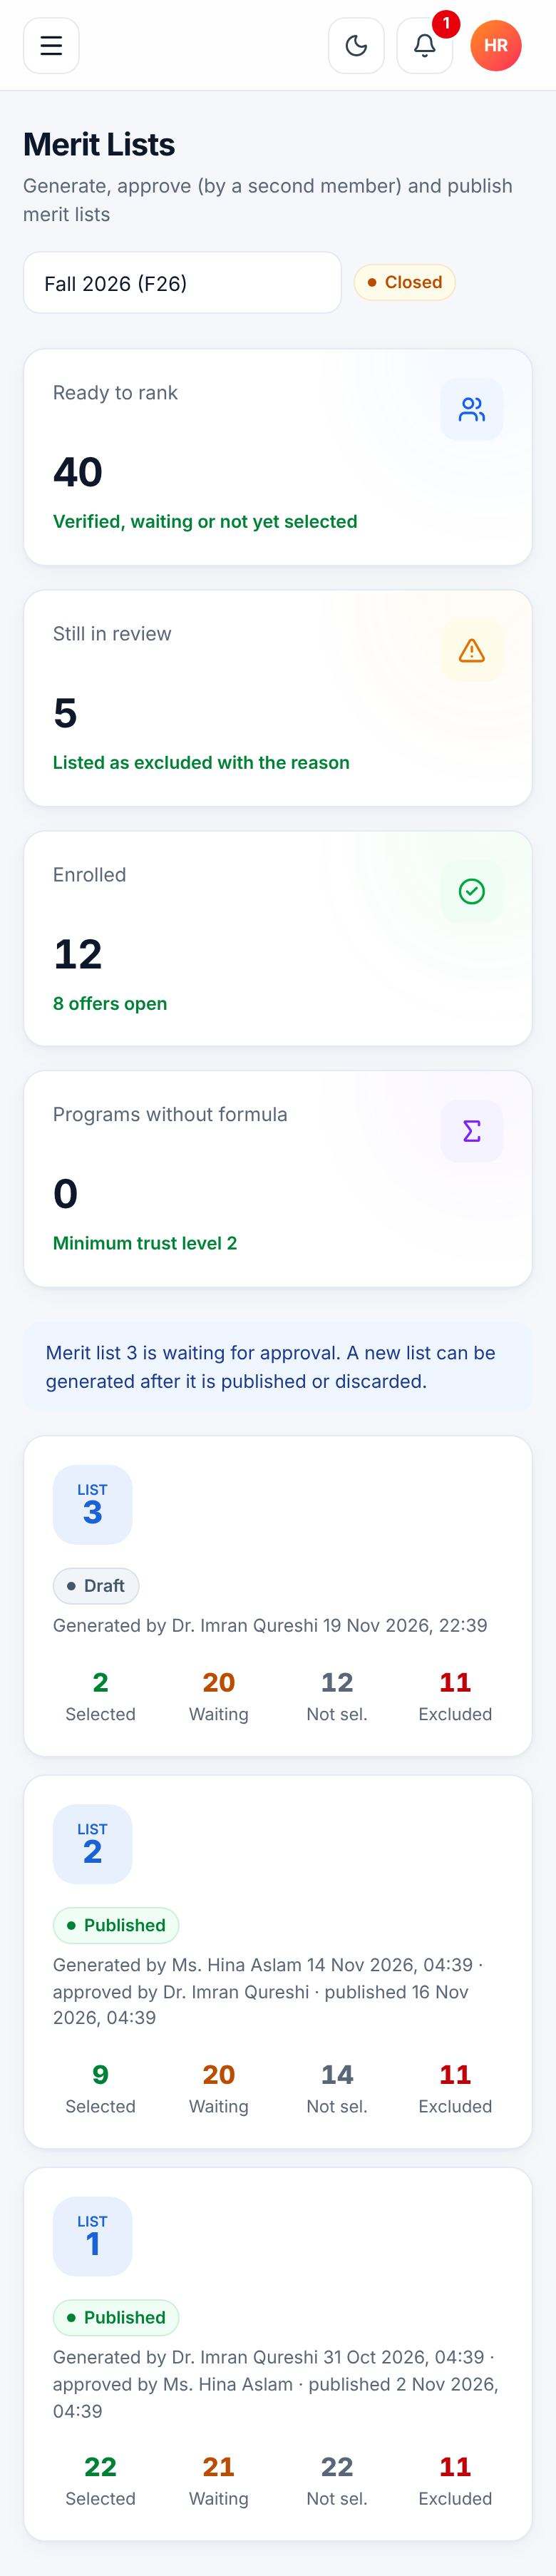 1
HR
Merit Lists
Generate, approve (by a second member) and publish
merit lists
Fall 2026 (F26)
Closed
Ready to rank
40
Verified, waiting or not yet selected
Still in review
5
Listed as excluded with the reason
Enrolled
12
8 offers open
Programs without formula
0
Minimum trust level 2
Merit list 3 is waiting for approval. A new list can be
generated after it is published or discarded.
LIST
3
Draft
Generated by Dr. Imran Qureshi 19 Nov 2026, 22:39
2 20 12 11
Selected Waiting Not sel. Excluded
LIST
2
Published
Generated by Ms. Hina Aslam 14 Nov 2026, 04:39 ·
approved by Dr. Imran Qureshi · published 16 Nov
2026, 04:39
9 20 14 11
Selected Waiting Not sel. Excluded
LIST
1
Published
Generated by Dr. Imran Qureshi 31 Oct 2026, 04:39 ·
approved by Ms. Hina Aslam · published 2 Nov 2026,
04:39
22 21 22 11
Selected Waiting Not sel. Excluded